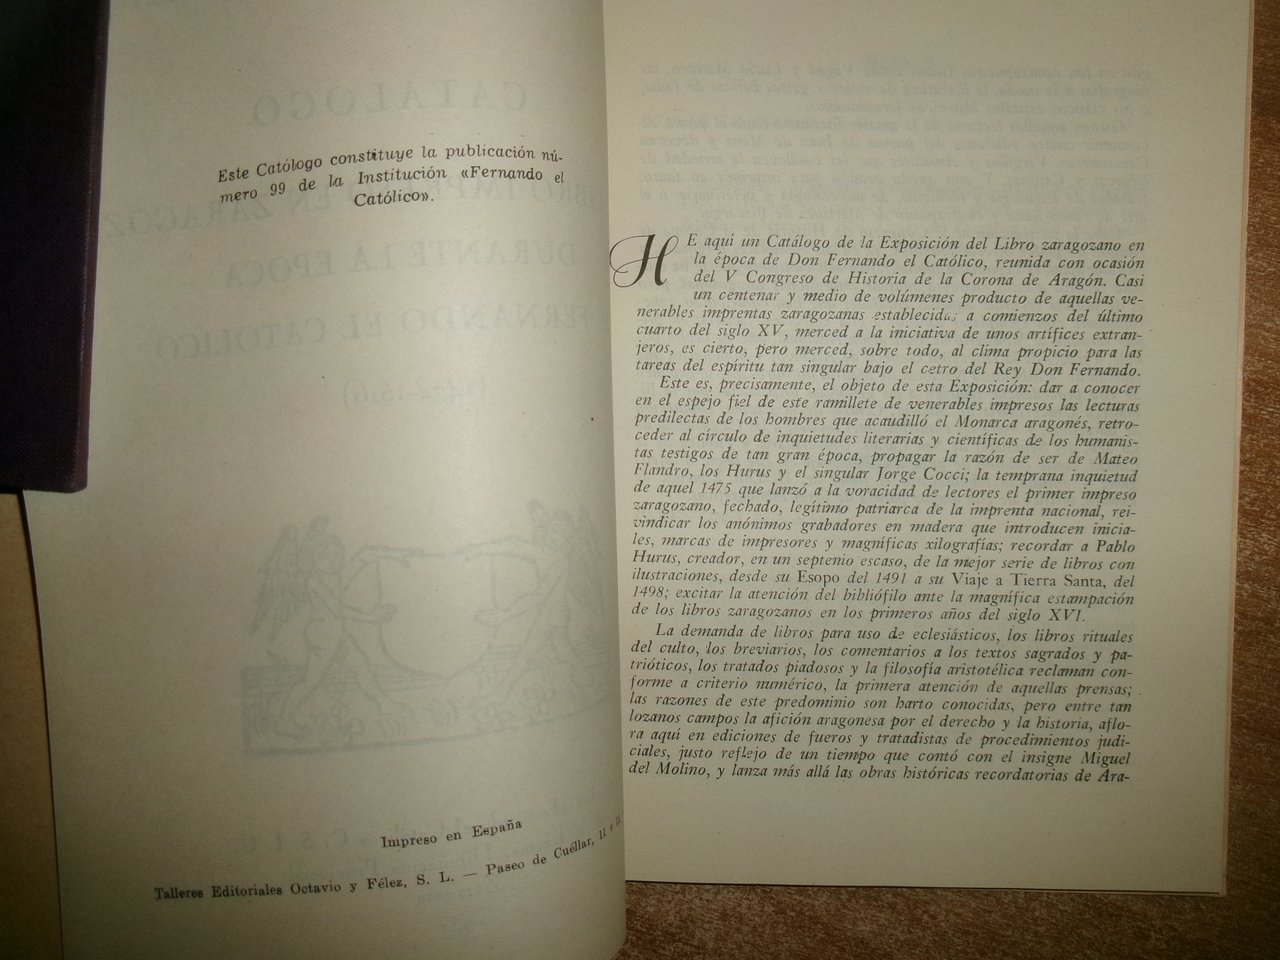 Este Católogo constituye la publicación nú-
mero 99 de la Institución «Fernando el
Católico».
Impreso en España
Talleres Editoriales Octavio y Félez, S. L. — Paseo de Cuéllar, 11 y
HE aquí un Catálogo de la Exposición del Libro zaragozano en
la época de Don Fernando el Católico, reunida con ocasión
del V Congreso de Historia de la Corona de Aragón. Casi
un centenar y medio de volúmenes producto de aquellas ve-
nerables imprentas zaragozanas establecidas a comienzos del último
cuarto del siglo XV, merced a la iniciativa de unos artífices extran-
jeros, es cierto, pero merced, sobre todo, al clima propicio para las
tareas del espíritu tan singular bajo el cetro del Rey Don Fernando.
Este es, precisamente, el objeto de esta Exposición: dar a conocer
en el espejo fiel de este ramillete de venerables impresos las lecturas
predilectas de los hombres que acaudilló el Monarca aragonés, retro-
ceder al círculo de inquietudes literarias y científicas de los humanis-
tas testigos de tan gran época, propagar la razón de ser de Mateo
Flandro, los Hurus y el singular Jorge Cocci; la temprana inquietud
de aquel 1475 que lanzó a la voracidad de lectores el primer impreso
zaragozano, fechado, legítimo patriarca de la imprenta nacional, rei-
vindicar los anónimos grabadores en madera que introducen inicia-
les, marcas de impresores y magníficas xilografías; recordar a Pablo
Hurus, creador, en un septenio escaso, de la mejor serie de libros con
ilustraciones, desde su Esopo del 1491 a su Viaje a Tierra Santa, del
1498; excitar la atención del bibliófilo ante la magnífica estampación
de los libros zaragozanos en los primeros años del siglo XVI.
La demanda de libros para uso de eclesiásticos, los libros rituales
del culto, los breviarios, los comentarios a los textos sagrados y pa-
trióticos, los tratados piadosos y la filosofía aristotélica reclaman con-
forme a criterio numérico, la primera atención de aquellas prensas;
las razones de este predominio son harto conocidas, pero entre tan
lozanos campos la afición aragonesa por el derecho y la historia, aflo-
ra aquí en ediciones de fueros y tratadistas de procedimientos judi-
ciales, justo reflejo de un tiempo que contó con el insigne Miguel
del Molino, y lanza más allá las obras históricas recordatorias de Ara-